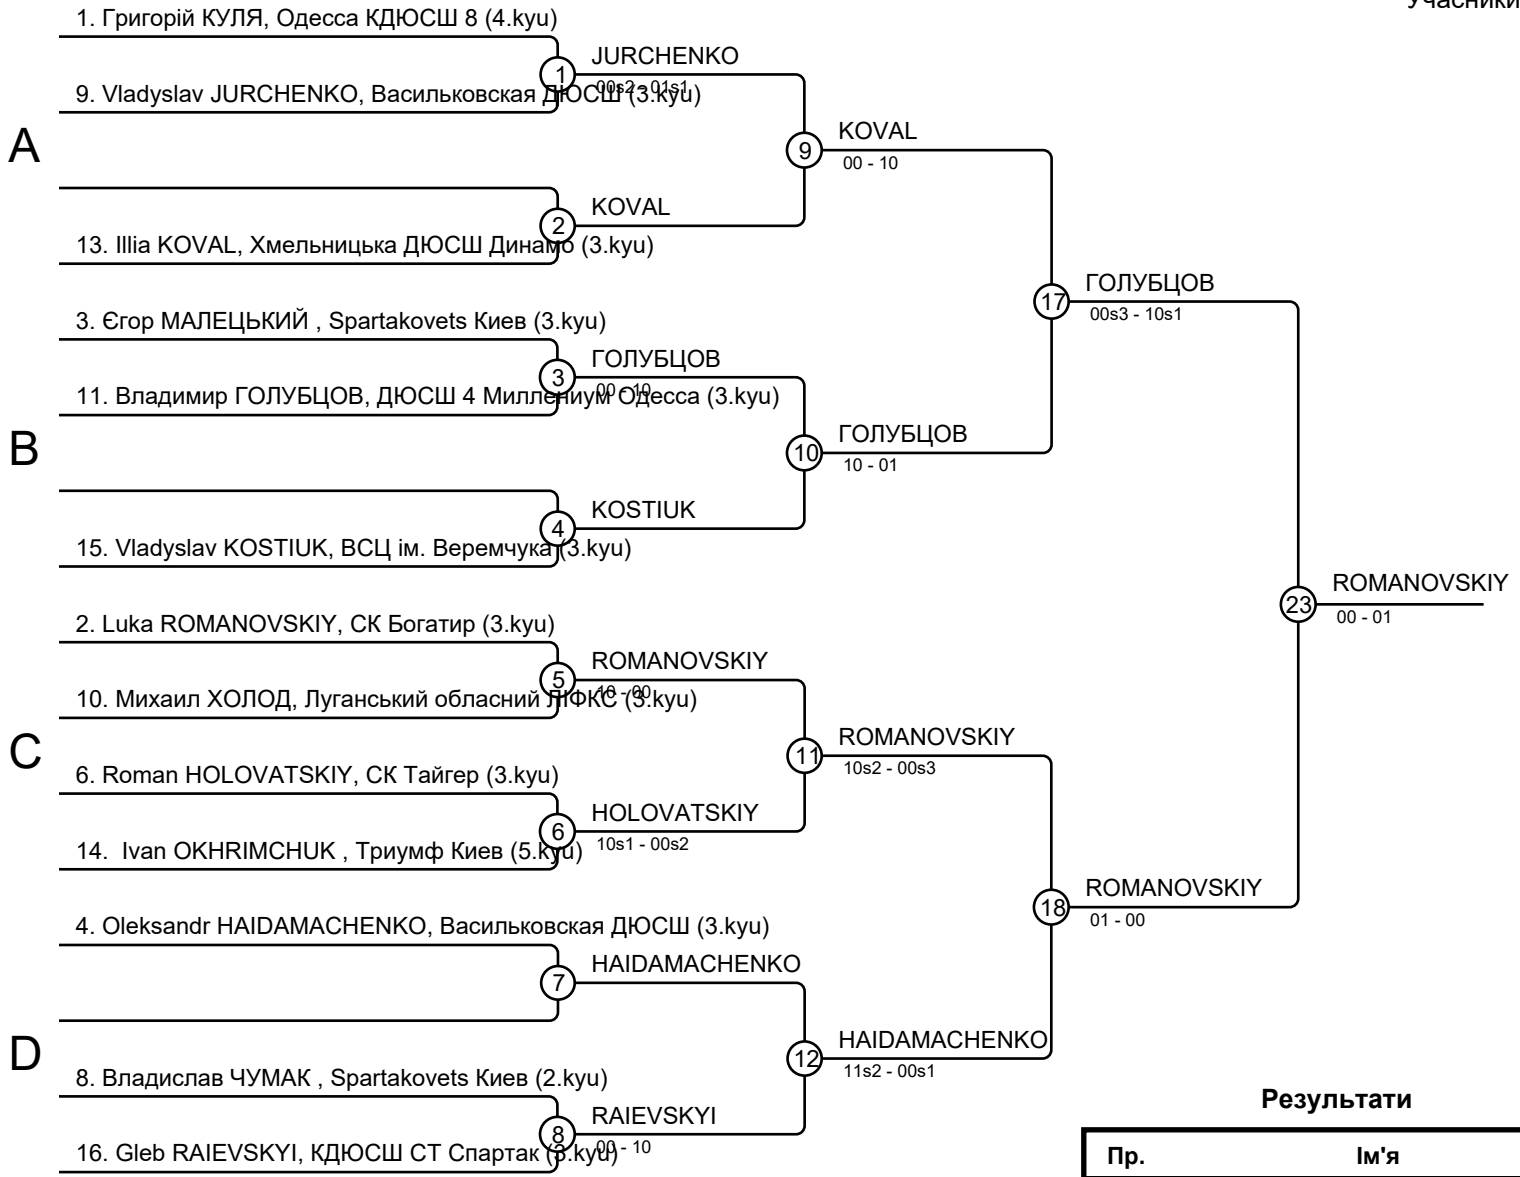 Учасники
1. Григорій КУЛЯ, Одесса КДЮСШ 8 (4.kyu)
1
JURCHENKO
00s2 - 01s1
9. Vladyslav JURCHENKO, Васильковская ДЮСШ (3.kyu)
A
9
KOVAL
00 - 10
2
KOVAL
13. Illia KOVAL, Хмельницька ДЮСШ Динамо (3.kyu)
17
ГОЛУБЦОВ
00s3 - 10s1
3. Єгор МАЛЕЦЬКИЙ , Spartakovets Киев (3.kyu)
3
ГОЛУБЦОВ
00 - 10
11. Владимир ГОЛУБЦОВ, ДЮСШ 4 Миллениум Одесса (3.kyu)
B
10
ГОЛУБЦОВ
10 - 01
4
KOSTIUK
15. Vladyslav KOSTIUK, ВСЦ ім. Веремчука (3.kyu)
23
ROMANOVSKIY
00 - 01
2. Luka ROMANOVSKIY, СК Богатир (3.kyu)
5
ROMANOVSKIY
10 - 00
10. Михаил ХОЛОД, Луганський обласний ЛІФКС (3.kyu)
C
11
ROMANOVSKIY
10s2 - 00s3
6. Roman HOLOVATSKIY, СК Тайгер (3.kyu)
6
HOLOVATSKIY
10s1 - 00s2
14. Ivan OKHRIMCHUK , Триумф Киев (5.kyu)
18
ROMANOVSKIY
01 - 00
4. Oleksandr HAIDAMACHENKO, Васильковская ДЮСШ (3.kyu)
7
HAIDAMACHENKO
D
12
HAIDAMACHENKO
11s2 - 00s1
8. Владислав ЧУМАК , Spartakovets Киев (2.kyu)
8
RAIEVSKYI
00 - 10
16. Gleb RAIEVSKYI, КДЮСШ СТ Спартак (3.kyu)
Результати
Пр. Ім'я